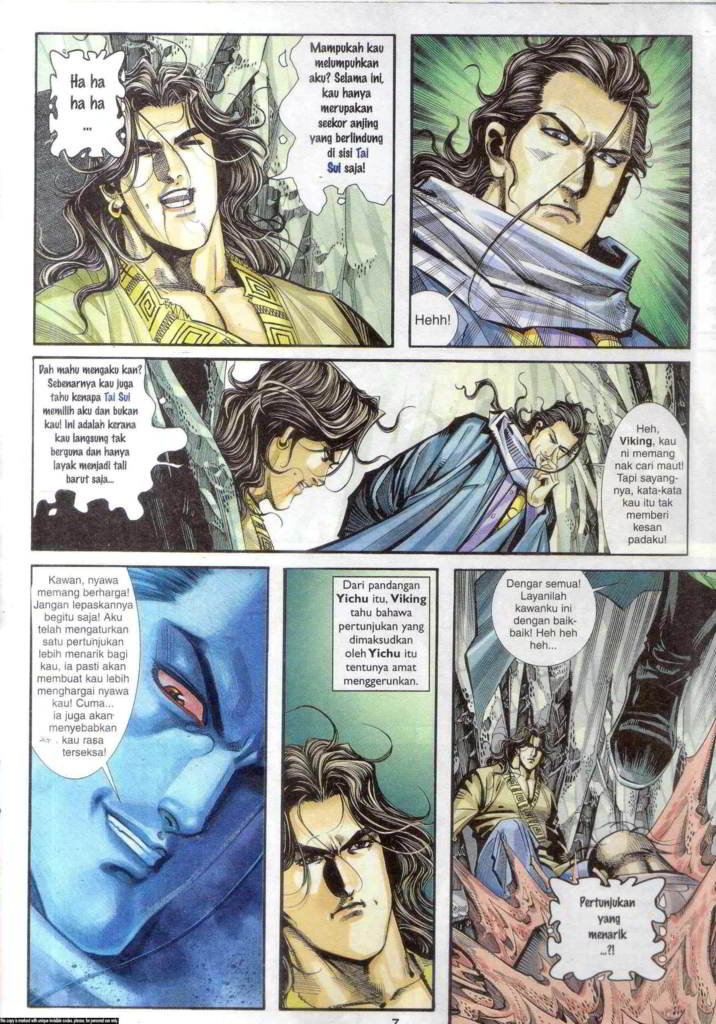 Ha ha
ha ha
...
Mampukah kau
melumpuhkan
aku? Selama ini,
kau hanya
merupakan
seekor anjing
yang berlindung
di sisi Tai
Sui saja!
Hehh!
Dah mahu mengaku kan?
Sebenarnya kau juga
tahu kenapa Tai Sui
memilih aku dan bukan
kau! Ini adalah kerana
kau langsung tak
berguna dan hanya
layak menjadi tali
barut saja...
Heh,
Viking, kau
ni memang
nak cari maut!
Tapi sayang-
nya, kata-kata
kau itu tak
memberi
kesan
padaku!
Kawan, nyawa
memang berharga!
Jangan lepaskannya
begitu saja! Aku
telah mengaturkan
satu pertunjukan
lebih menarik bagi
kau, ia pasti akan
membuat kau lebih
menghargai nyawa
kau! Cuma...
ia juga akan
menyebabkan
kau rasa
terseksa!
Dari pandangan
Yichu itu, Viking
tahu bahawa
pertunjukan yang
dimaksudkan
oleh Yichu itu
tentunya amat
menggerunkan.
Dengar semua!
Layanilah
kawanku ini
dengan baik-
baik! Heh heh
heh...
Pertunjukan
yang
menarik
...?!
7